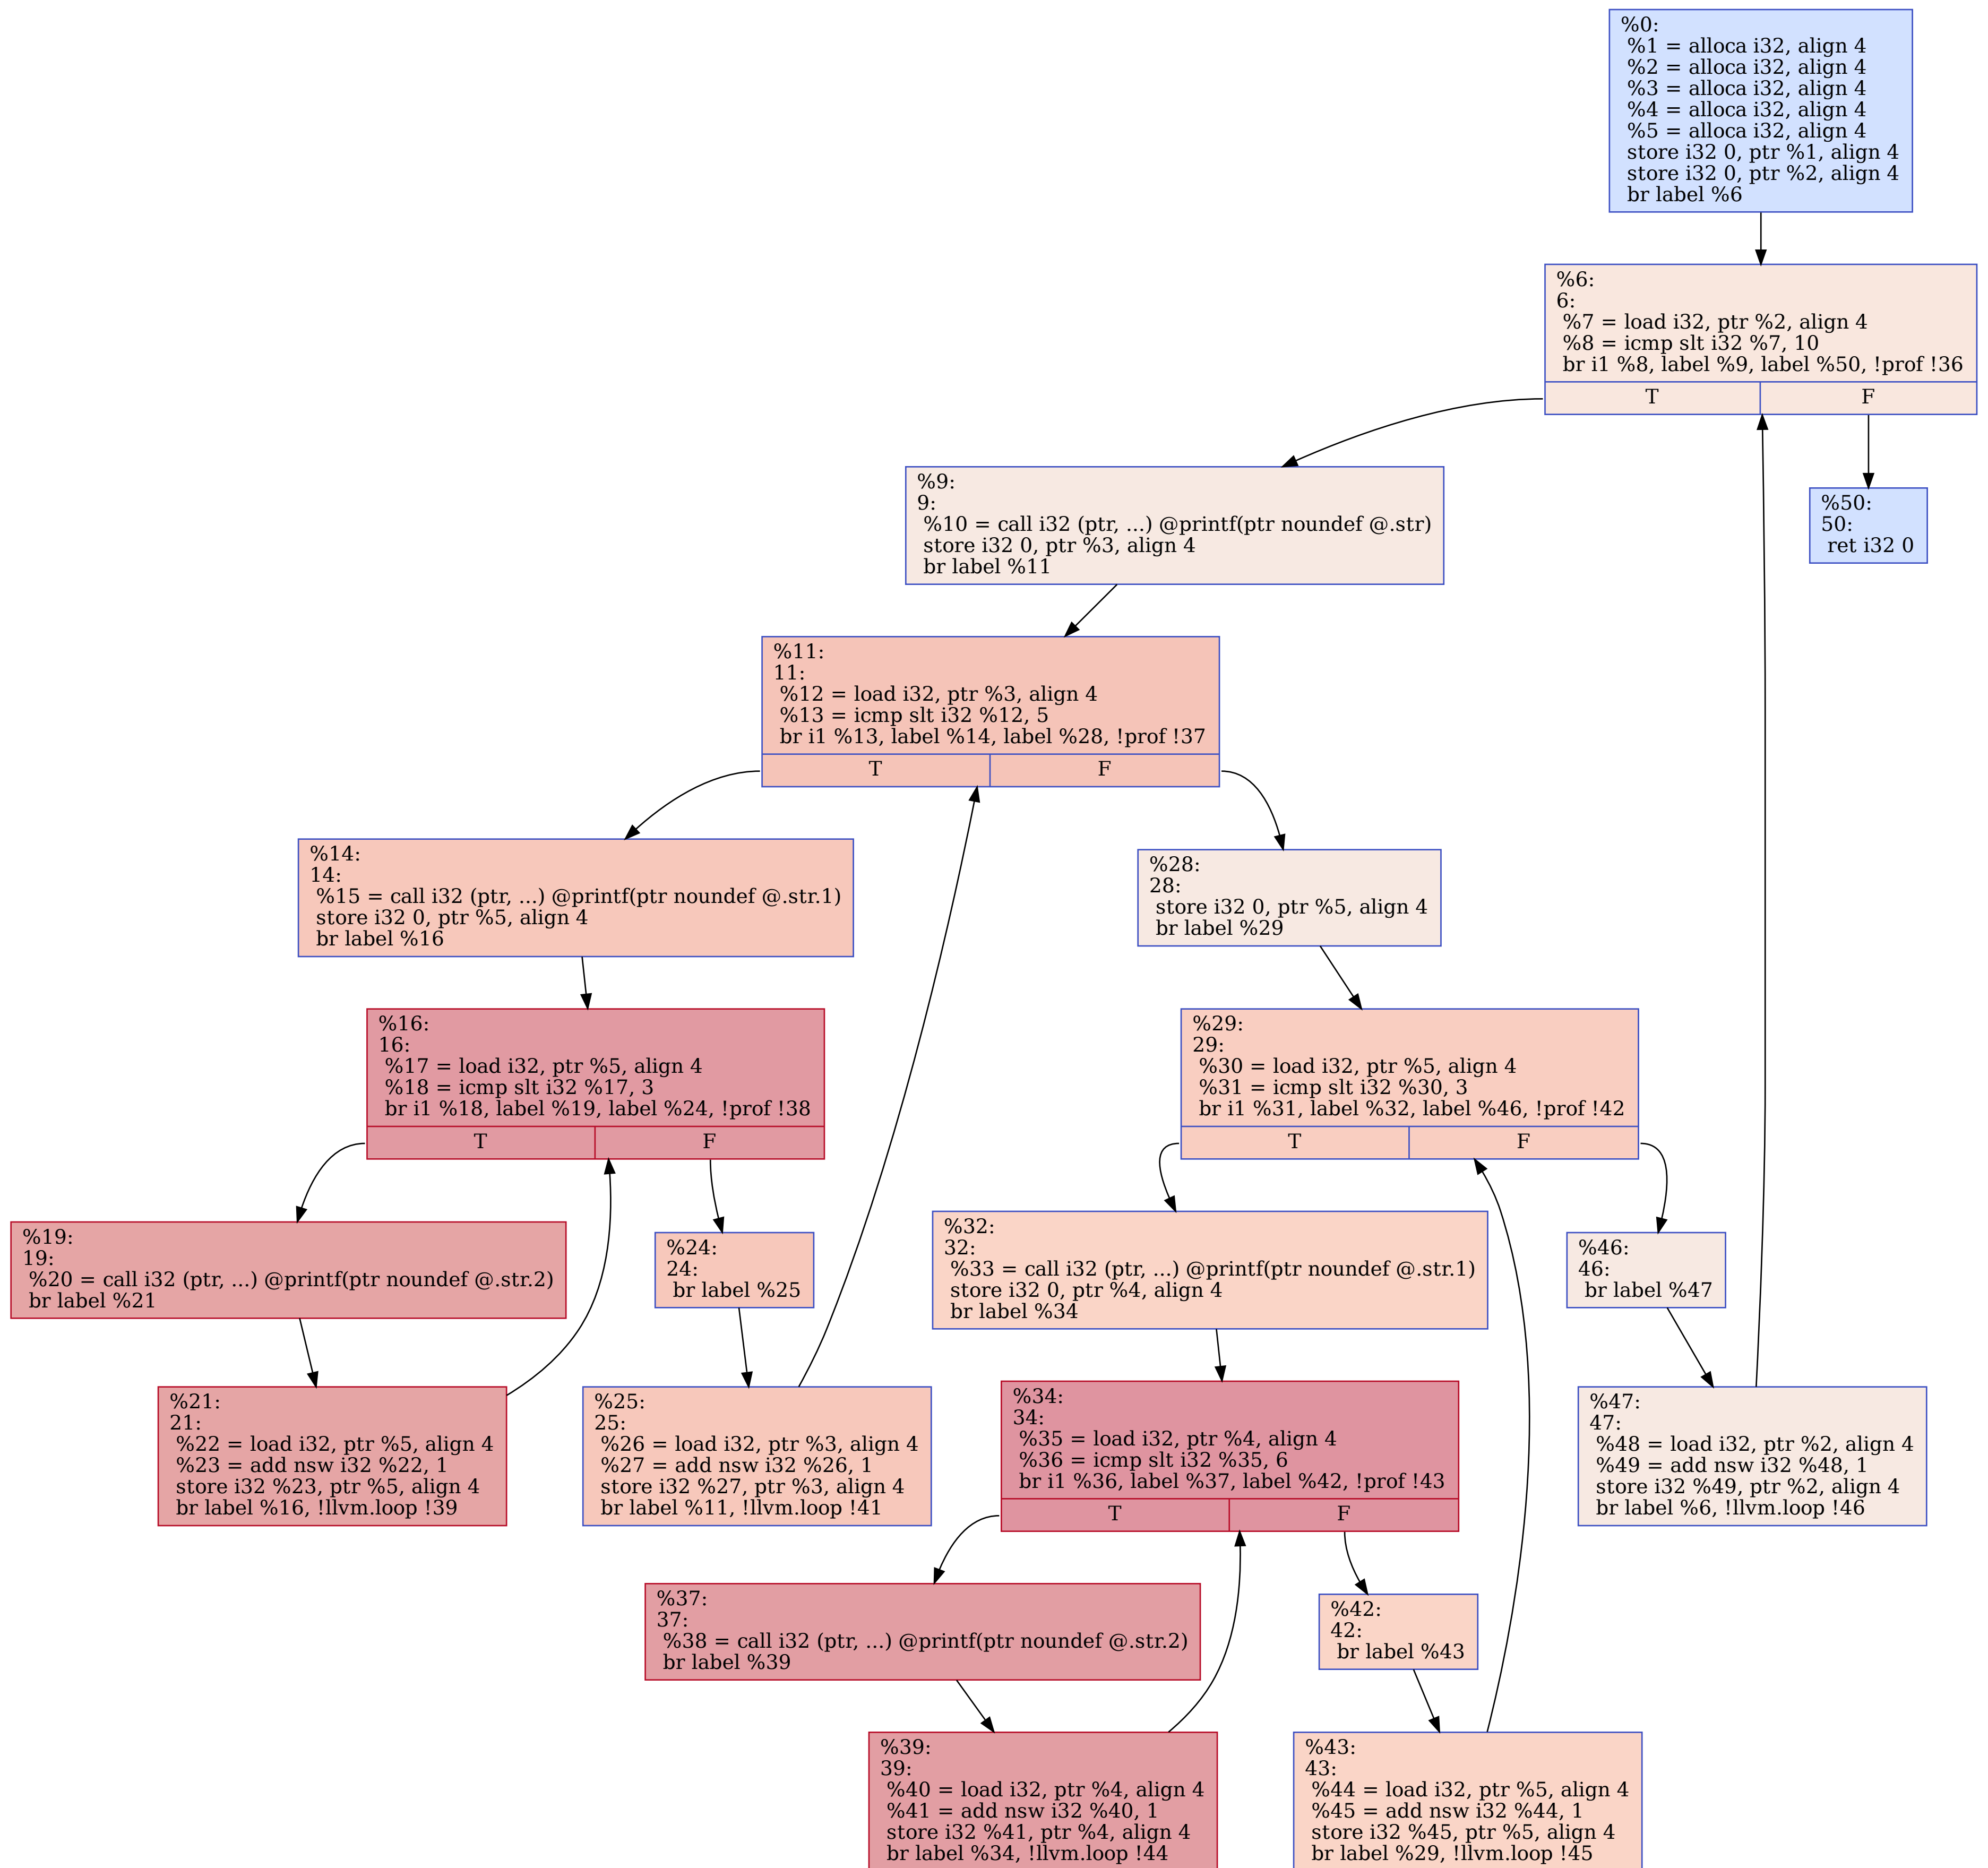 %0:
%1 = alloca i32, align 4
%2 = alloca i32, align 4
%3 = alloca i32, align 4
%4 = alloca i32, align 4
%5 = alloca i32, align 4
store i32 0, ptr %1, align 4
store i32 0, ptr %2, align 4
br label %6
%6:
6:
%7 = load i32, ptr %2, align 4
%8 = icmp slt i32 %7, 10
br i1 %8, label %9, label %50, !prof !36
T F
%9:
9:
%10 = call i32 (ptr, ...) @printf(ptr noundef @.str)
store i32 0, ptr %3, align 4
br label %11
%50:
50:
ret i32 0
%11:
11:
%12 = load i32, ptr %3, align 4
%13 = icmp slt i32 %12, 5
br i1 %13, label %14, label %28, !prof !37
T F
%14:
14:
%15 = call i32 (ptr, ...) @printf(ptr noundef @.str.1)
store i32 0, ptr %5, align 4
br label %16
%28:
28:
store i32 0, ptr %5, align 4
br label %29
%16:
16:
%17 = load i32, ptr %5, align 4
%18 = icmp slt i32 %17, 3
br i1 %18, label %19, label %24, !prof !38
T F
%29:
29:
%30 = load i32, ptr %5, align 4
%31 = icmp slt i32 %30, 3
br i1 %31, label %32, label %46, !prof !42
T F
%19:
19:
%20 = call i32 (ptr, ...) @printf(ptr noundef @.str.2)
br label %21
%24:
24:
br label %25
%32:
32:
%33 = call i32 (ptr, ...) @printf(ptr noundef @.str.1)
store i32 0, ptr %4, align 4
br label %34
%46:
46:
br label %47
%21:
21:
%22 = load i32, ptr %5, align 4
%23 = add nsw i32 %22, 1
store i32 %23, ptr %5, align 4
br label %16, !llvm.loop !39
%25:
25:
%26 = load i32, ptr %3, align 4
%27 = add nsw i32 %26, 1
store i32 %27, ptr %3, align 4
br label %11, !llvm.loop !41
%34:
34:
%35 = load i32, ptr %4, align 4
%36 = icmp slt i32 %35, 6
br i1 %36, label %37, label %42, !prof !43
T F
%47:
47:
%48 = load i32, ptr %2, align 4
%49 = add nsw i32 %48, 1
store i32 %49, ptr %2, align 4
br label %6, !llvm.loop !46
%37:
37:
%38 = call i32 (ptr, ...) @printf(ptr noundef @.str.2)
br label %39
%42:
42:
br label %43
%39:
39:
%40 = load i32, ptr %4, align 4
%41 = add nsw i32 %40, 1
store i32 %41, ptr %4, align 4
br label %34, !llvm.loop !44
%43:
43:
%44 = load i32, ptr %5, align 4
%45 = add nsw i32 %44, 1
store i32 %45, ptr %5, align 4
br label %29, !llvm.loop !45